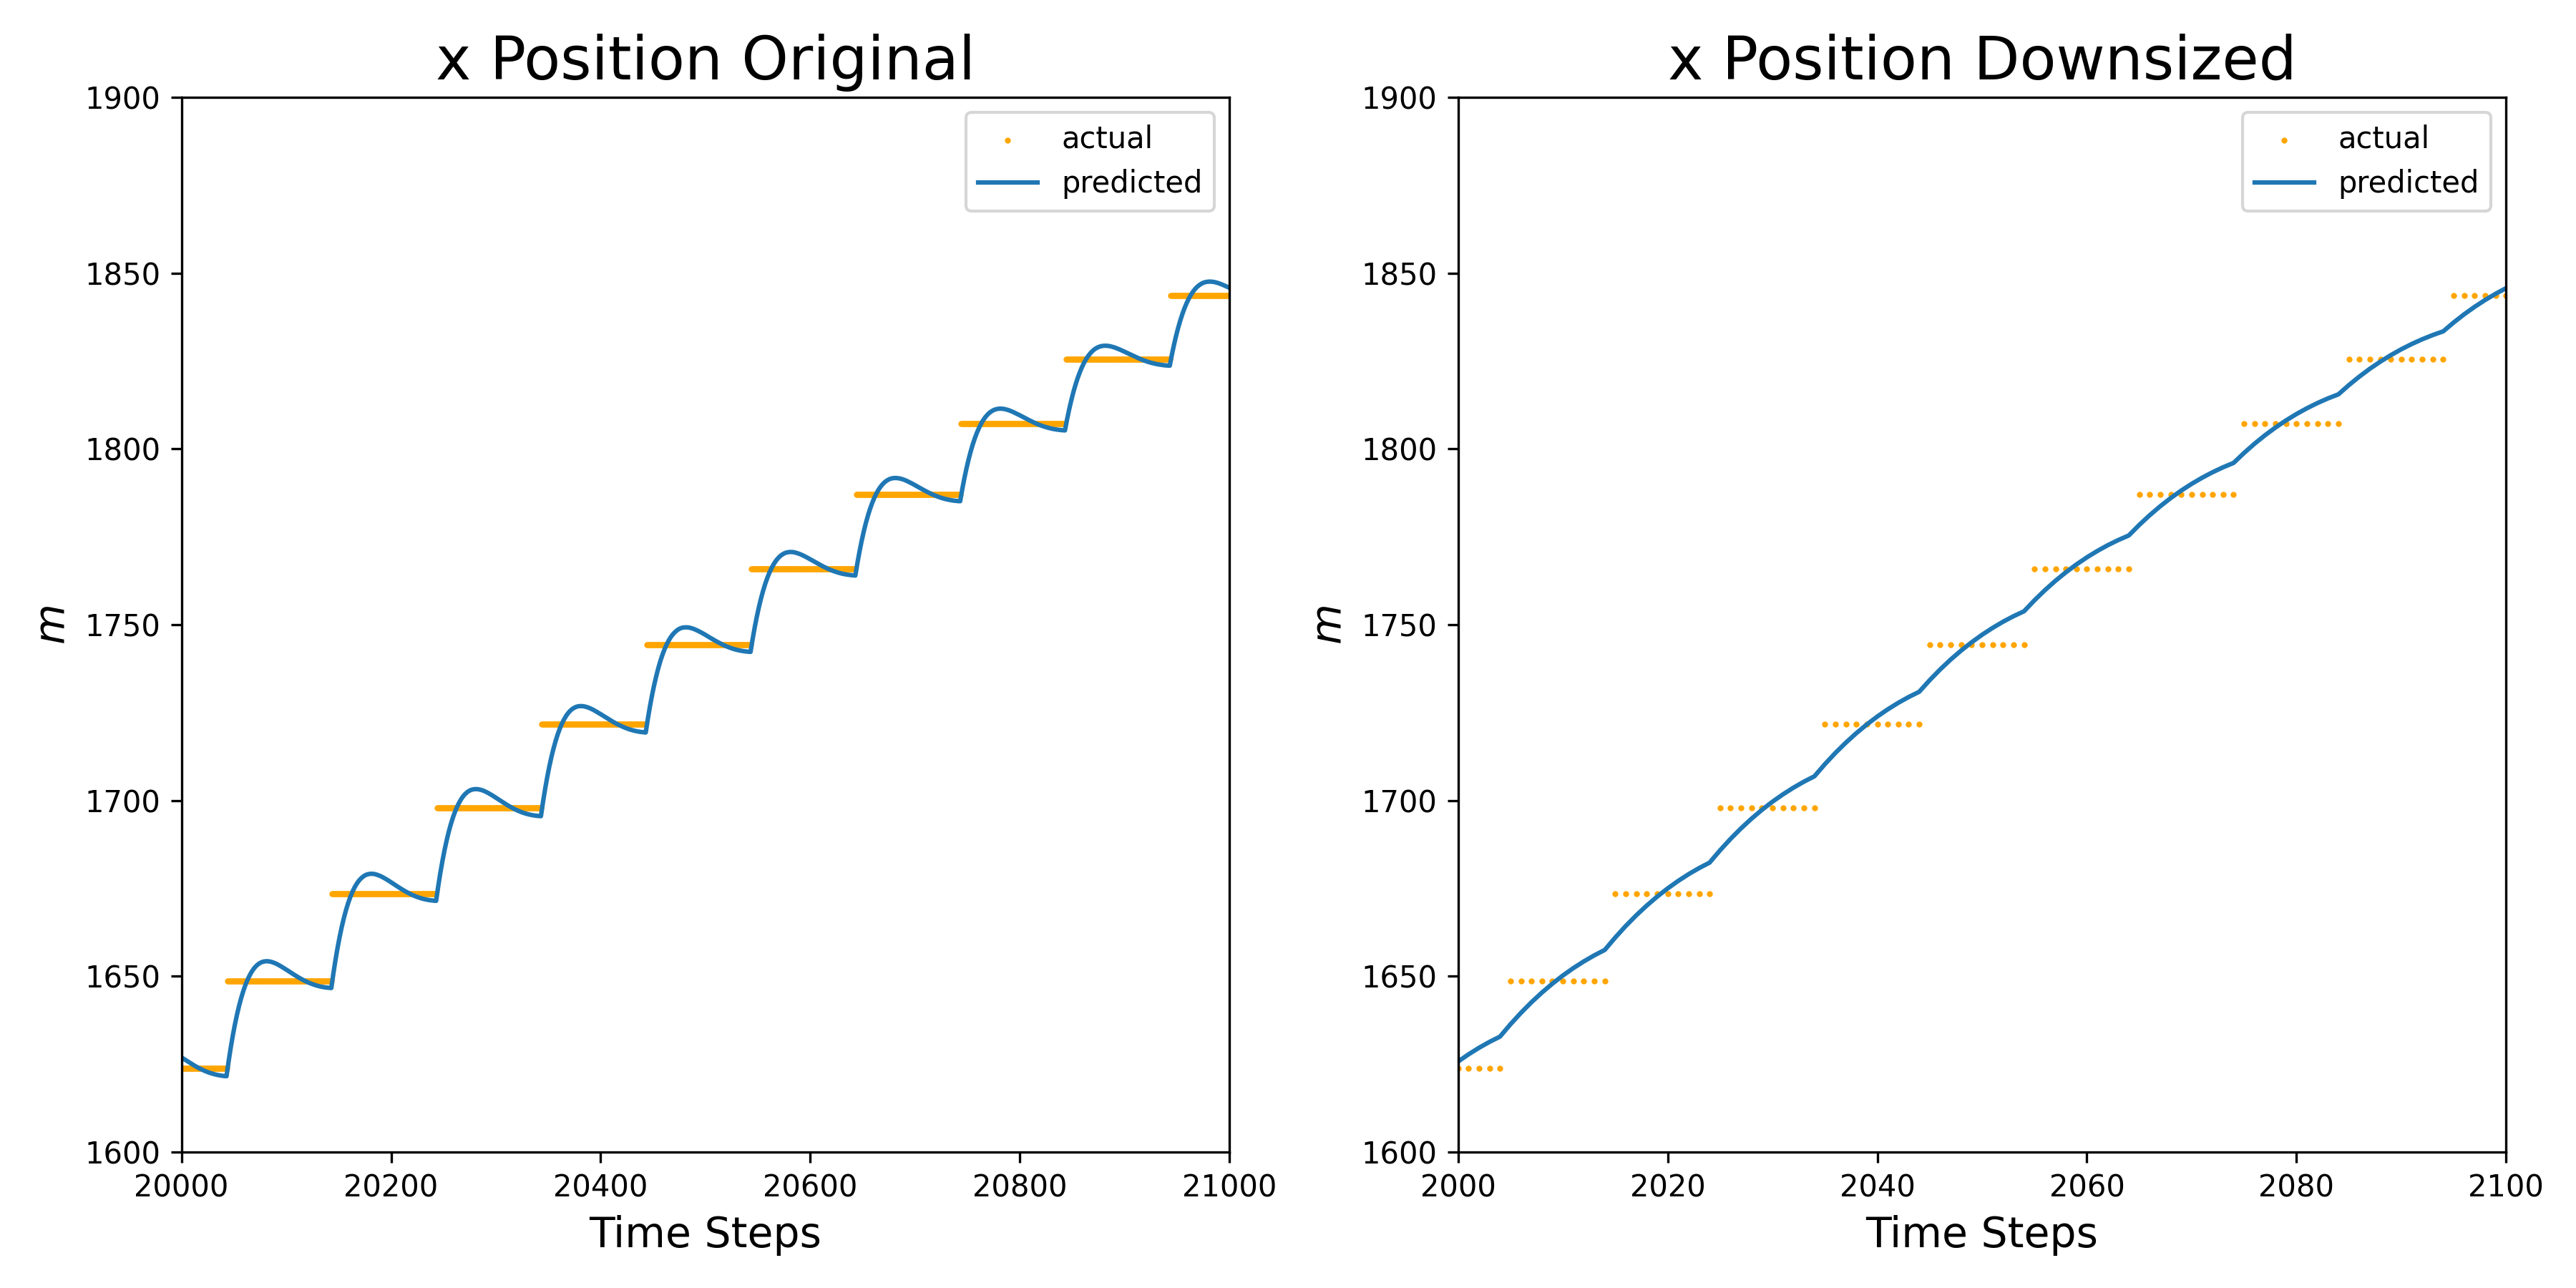 x Position Original
1900
1850
1800
1750
1700
1650
1600
m
20000 20200 20400 20600 20800 21000
Time Steps
actual
predicted
x Position Downsized
1900
1850
1800
1750
1700
1650
1600
m
2000 2020 2040 2060 2080 2100
Time Steps
actual
predicted